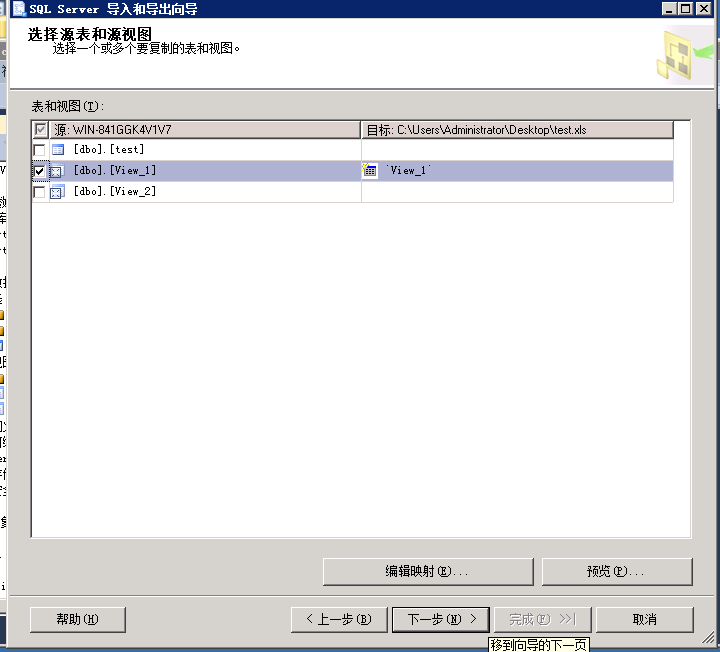 SQL Server 导入和导出向导
选择源表和源视图
选择一个或多个要复制的表和视图。
表和视图(T):
源: WIN-841GGK4V1V7 目标: C:\Users\Administrator\Desktop\test.xls
[dbo].[test]
[dbo].[View_1] `View_1`
[dbo].[View_2]
编辑映射(E)... 预览(P)...
帮助(H) < 上一步(B) 下一步(N) > 完成(F) >>| 取消
移到向导的下一页